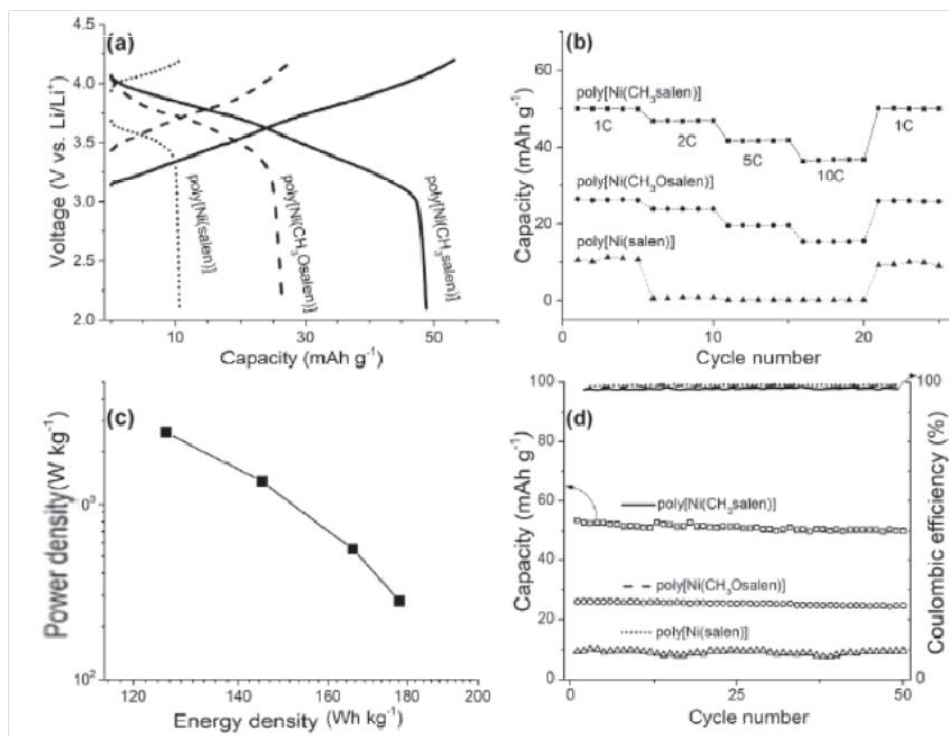 (a)
4.5
4.0
3.5
3.0
2.5
2.0
Voltage (V vs. Li/Li⁺)
poly[Ni(salen)]
poly[Ni(CH₃Osalen)]
poly[Ni(CH₃salen)]
10
30
50
Capacity (mAh g⁻¹)
(b)
60
40
20
0
Capacity (mAh g⁻¹)
poly[Ni(CH₃salen)]
1C
2C
5C
10C
1C
poly[Ni(CH₃Osalen)]
poly[Ni(salen)]
0
10
20
Cycle number
(c)
Power density(W kg⁻¹)
10²
120
140
160
180
200
Energy density (Wh kg⁻¹)
(d)
100
80
60
40
20
0
Capacity (mAh g⁻¹)
poly[Ni(CH₃salen)]
poly[Ni(CH₃Osalen)]
poly[Ni(salen)]
100
0
Coulombic efficiency (%)
0
25
50
Cycle number